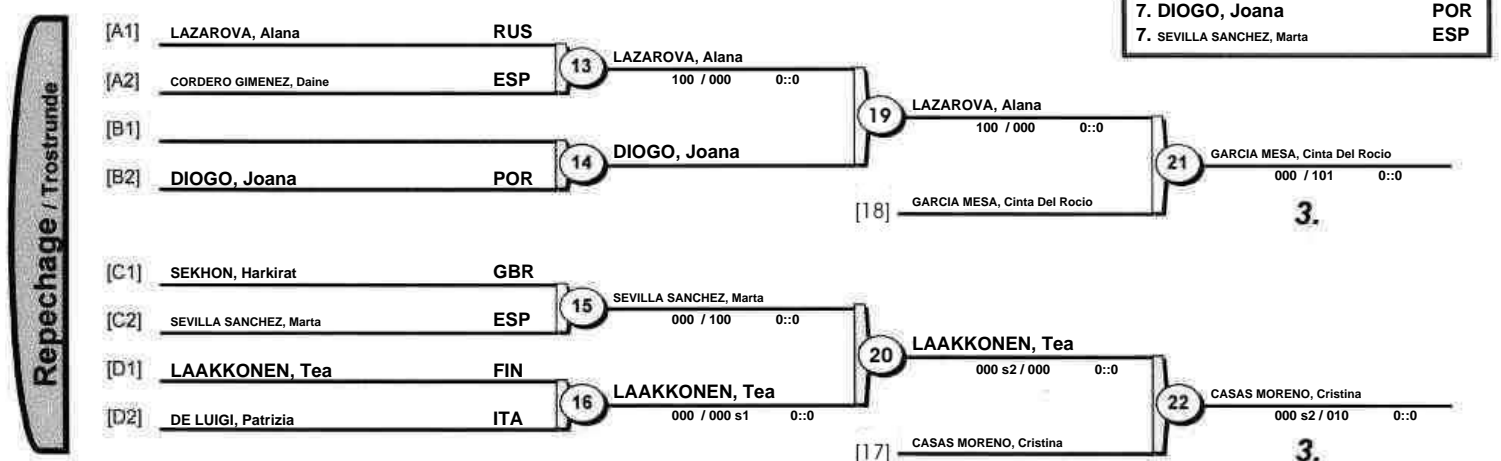 7. DIOGO, Joana POR
7. SEVILLA SANCHEZ, Marta ESP
Repechage / Trostrunde
[A1] LAZAROVA, Alana RUS
[A2] CORDERO GIMENEZ, Daine ESP
13
LAZAROVA, Alana
100 / 000 0::0
[B1]
[B2] DIOGO, Joana POR
14
DIOGO, Joana
19
LAZAROVA, Alana
100 / 000 0::0
[18] GARCIA MESA, Cinta Del Rocio
21
GARCIA MESA, Cinta Del Rocio
000 / 101 0::0
3.
[C1] SEKHON, Harkirat GBR
[C2] SEVILLA SANCHEZ, Marta ESP
15
SEVILLA SANCHEZ, Marta
000 / 100 0::0
[D1] LAAKKONEN, Tea FIN
[D2] DE LUIGI, Patrizia ITA
16
LAAKKONEN, Tea
000 / 000 s1 0::0
20
LAAKKONEN, Tea
000 s2 / 000 0::0
[17] CASAS MORENO, Cristina
22
CASAS MORENO, Cristina
000 s2 / 010 0::0
3.